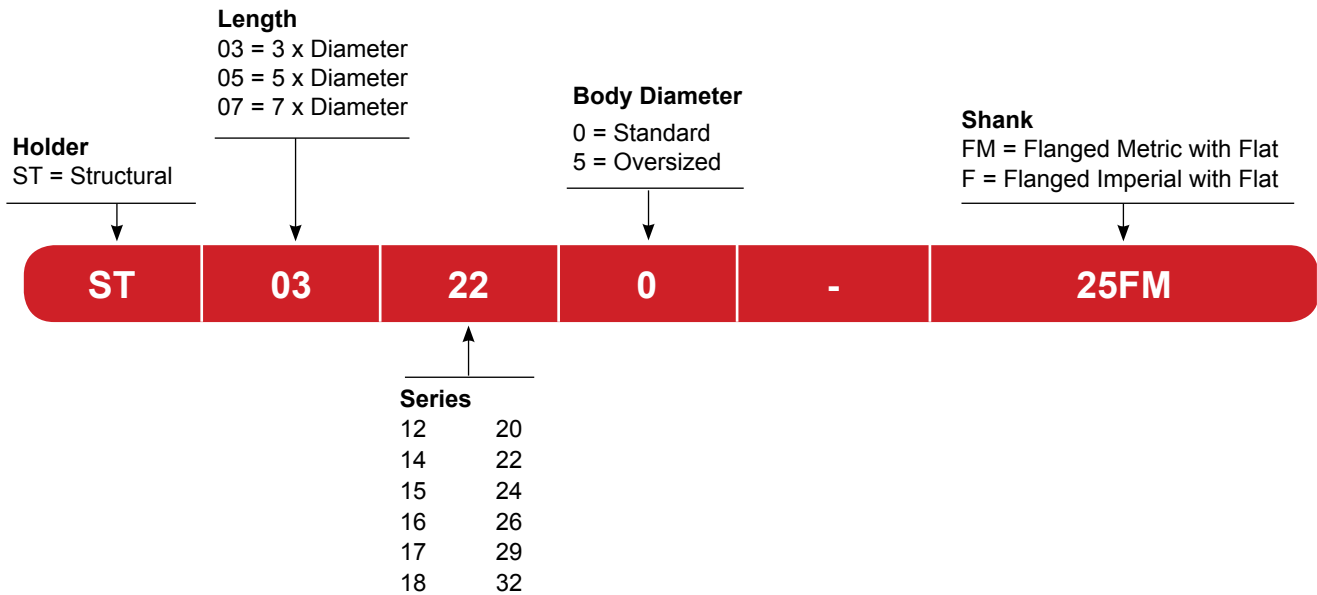 Length
03 = 3 x Diameter
05 = 5 x Diameter
07 = 7 x Diameter
Body Diameter
0 = Standard
5 = Oversized
Shank
FM = Flanged Metric with Flat
F = Flanged Imperial with Flat
Holder
ST = Structural
ST 03 22 0 - 25FM
Series
12 20
14 22
15 24
16 26
17 29
18 32